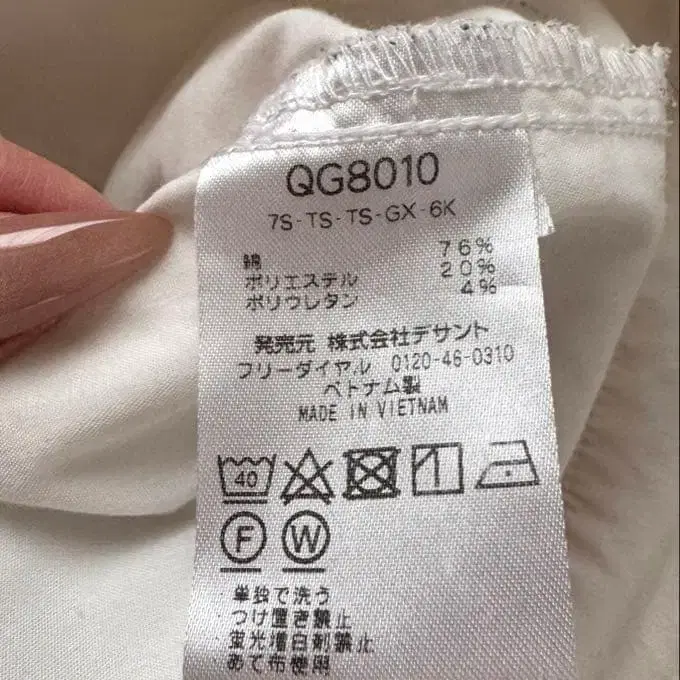 QG8010
7S-TS-TS-GX-6K
綿 76%
ポリエステル 20%
ポリウレタン 4%
発売元 株式会社デサント
フリーダイヤル 0120-46-0310
ベトナム製
MADE IN VIETNAM
40
F W
・単独で洗う
・つけ置き禁止
・蛍光増白剤禁止
・あて布使用